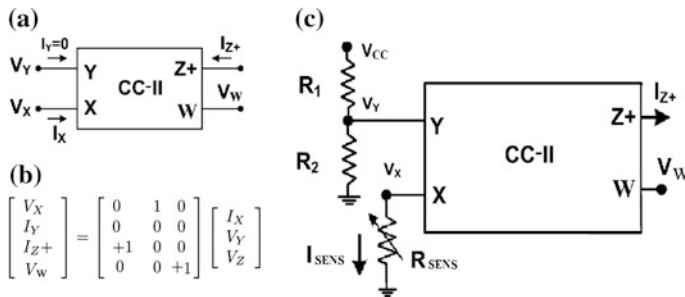 (a)
I_Y=0
I_Z+
V_Y
Y
Z+
CC-II
V_W
V_X
X
W
I_X
(b)
[V_X I_Y I_Z+ V_W] = [0 1 0; 0 0 0; +1 0 0; 0 0 +1] [I_X V_Y V_Z]
(c)
V_CC
R_1
V_Y
I_Z+
Y
Z+
R_2
CC-II
V_X
V_W
X
W
I_SENS
R_SENS